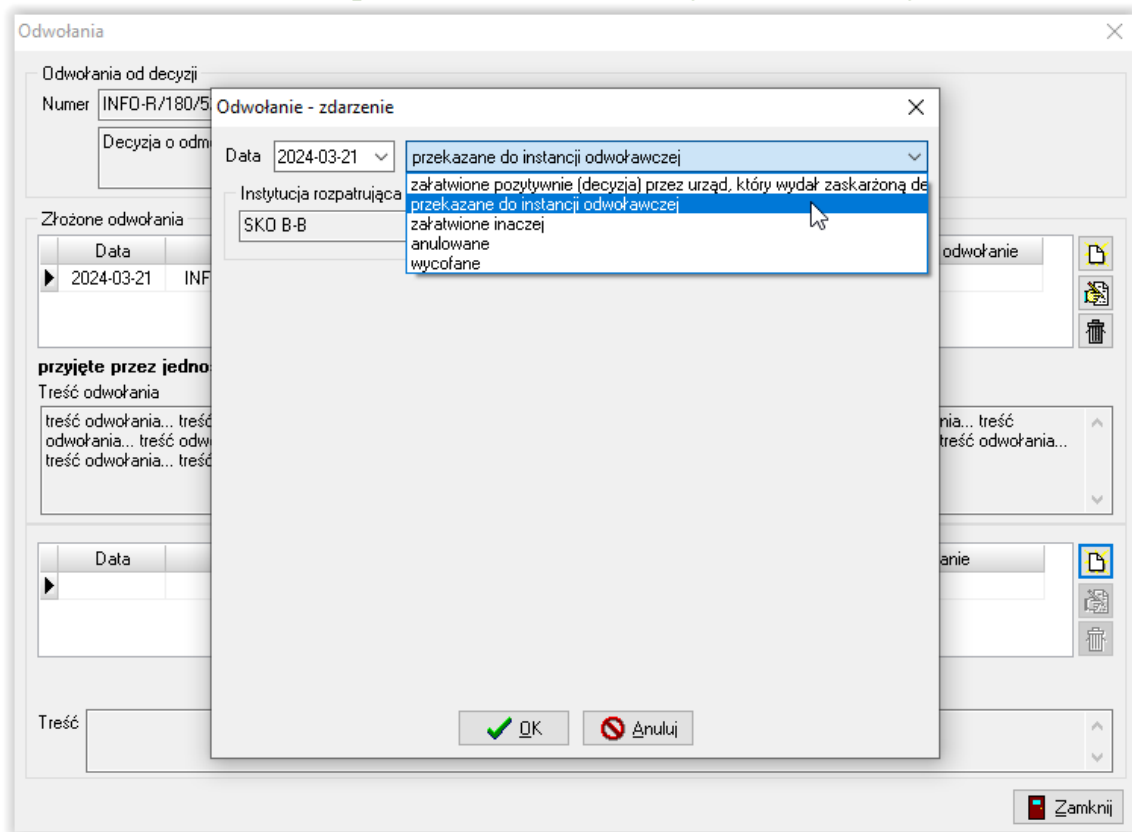 Odwołania
Odwołania od decyzji
Numer INFO-R/180/5
Decyzja o odm
Odwołanie - zdarzenie
Data 2024-03-21 przekazane do instancji odwoławczej
załatwione pozytywnie (decyzja) przez urząd, który wydał zaskarżoną de
przekazane do instancji odwoławczej
załatwione inaczej
anulowane
wycofane
Instytucja rozpatrująca
SKO B-B
Złożone odwołania
Data odwołanie
2024-03-21 INF
przyjęte przez jedno
Treść odwołania
treść odwołania... treść nia... treść
odwołania... treść odw treść odwołania...
treść odwołania... treść
Data anie
Treść
OK Anuluj
Zamknij